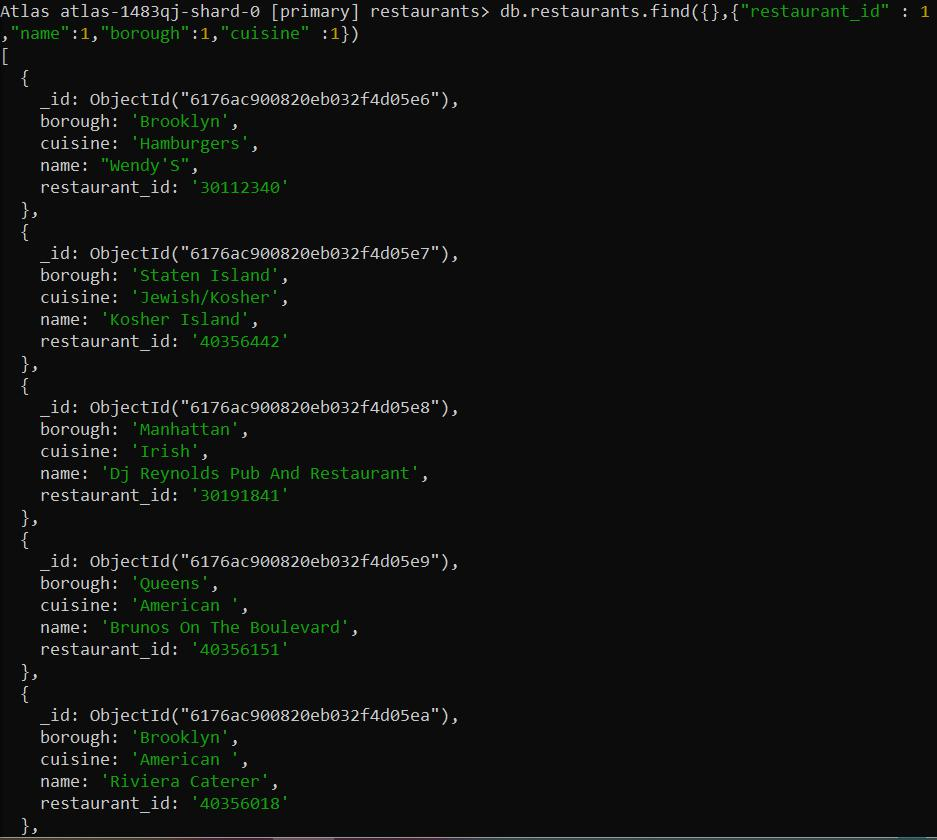 Atlas atlas-1483qj-shard-0 [primary] restaurants> db.restaurants.find({},{"restaurant_id" : 1
,"name":1,"borough":1,"cuisine" :1})
[
  {
    _id: ObjectId("6176ac900820eb032f4d05e6"),
    borough: 'Brooklyn',
    cuisine: 'Hamburgers',
    name: "Wendy'S",
    restaurant_id: '30112340'
  },
  {
    _id: ObjectId("6176ac900820eb032f4d05e7"),
    borough: 'Staten Island',
    cuisine: 'Jewish/Kosher',
    name: 'Kosher Island',
    restaurant_id: '40356442'
  },
  {
    _id: ObjectId("6176ac900820eb032f4d05e8"),
    borough: 'Manhattan',
    cuisine: 'Irish',
    name: 'Dj Reynolds Pub And Restaurant',
    restaurant_id: '30191841'
  },
  {
    _id: ObjectId("6176ac900820eb032f4d05e9"),
    borough: 'Queens',
    cuisine: 'American ',
    name: 'Brunos On The Boulevard',
    restaurant_id: '40356151'
  },
  {
    _id: ObjectId("6176ac900820eb032f4d05ea"),
    borough: 'Brooklyn',
    cuisine: 'American ',
    name: 'Riviera Caterer',
    restaurant_id: '40356018'
  },